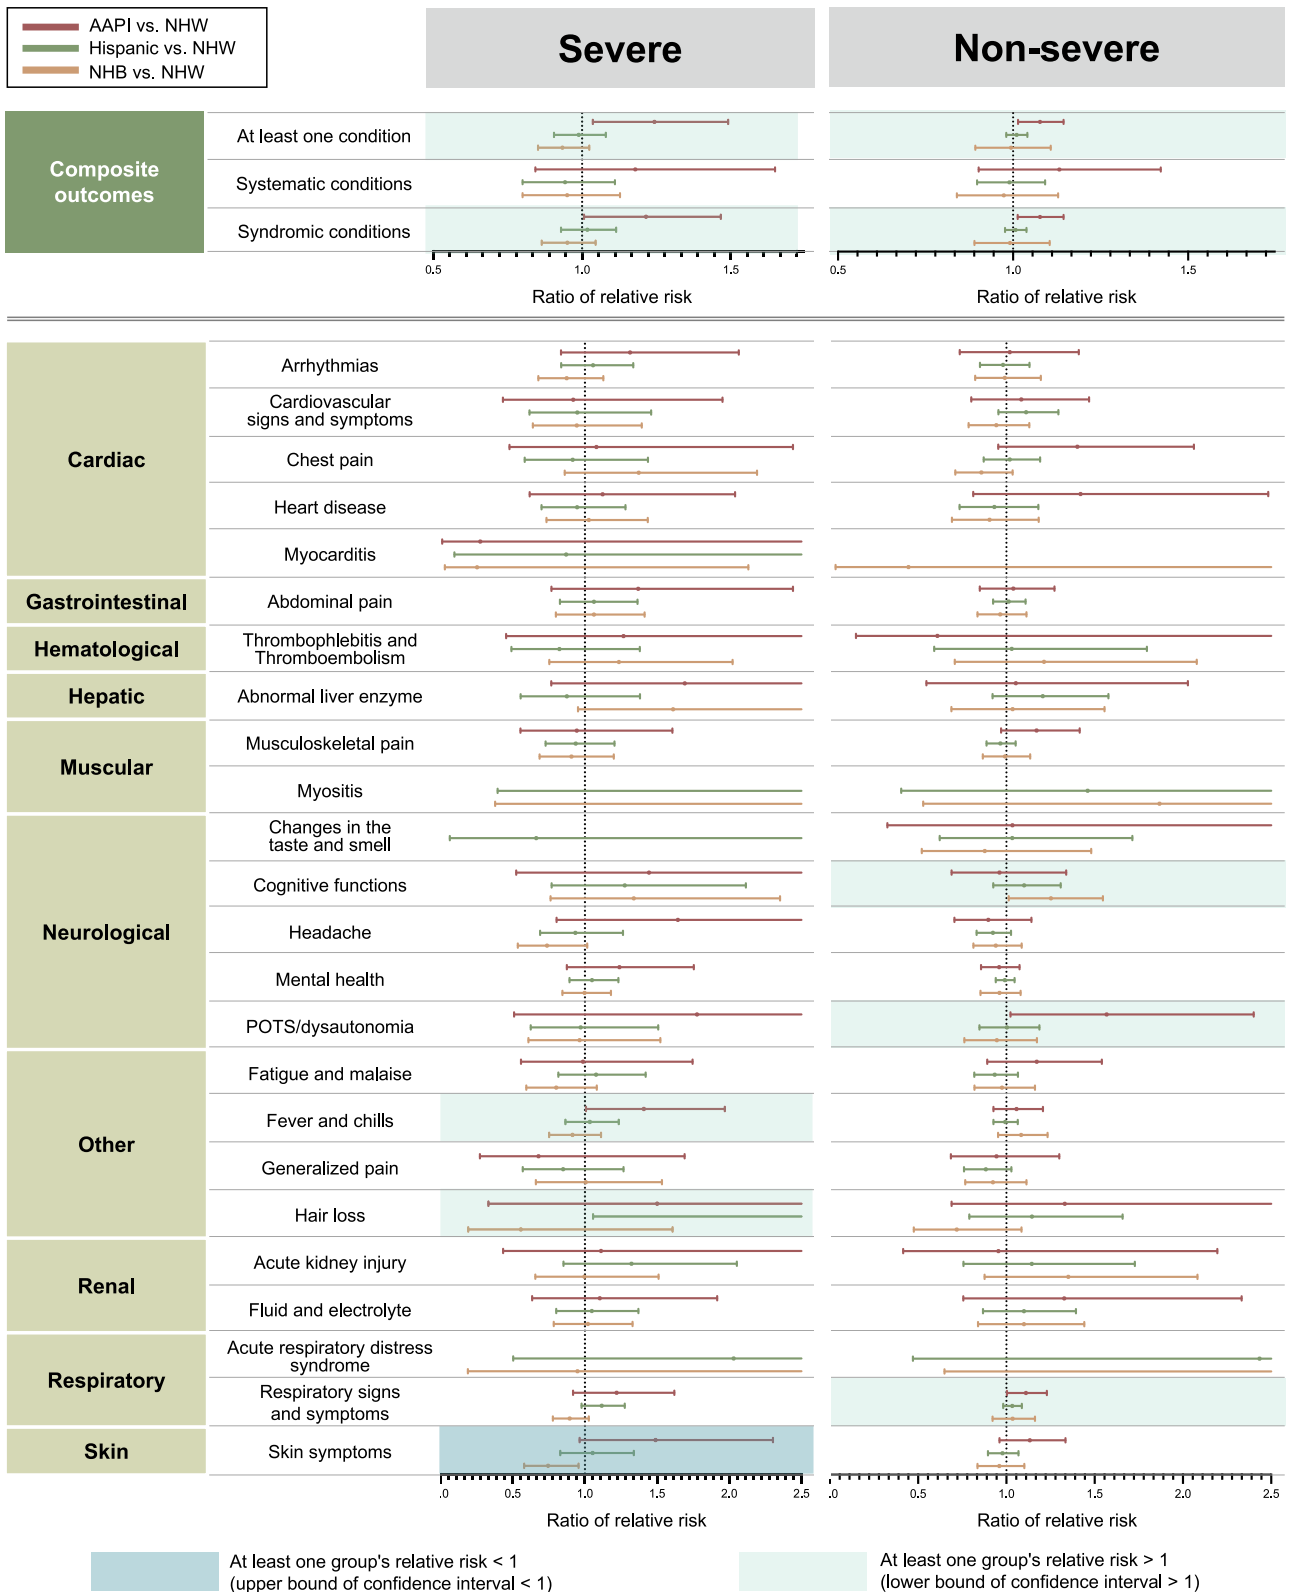 AAPI vs. NHW
Hispanic vs. NHW
NHB vs. NHW
Severe
Non-severe
Composite
outcomes
At least one condition
Systematic conditions
Syndromic conditions
0.5 1.0 1.5
0.5 1.0 1.5
Ratio of relative risk
Ratio of relative risk
Cardiac
Arrhythmias
Cardiovascular
signs and symptoms
Chest pain
Heart disease
Myocarditis
Gastrointestinal
Abdominal pain
Hematological
Thrombophlebitis and
Thromboembolism
Hepatic
Abnormal liver enzyme
Muscular
Musculoskeletal pain
Myositis
Neurological
Changes in the
taste and smell
Cognitive functions
Headache
Mental health
POTS/dysautonomia
Other
Fatigue and malaise
Fever and chills
Generalized pain
Hair loss
Renal
Acute kidney injury
Fluid and electrolyte
Respiratory
Acute respiratory distress
syndrome
Respiratory signs
and symptoms
Skin
Skin symptoms
.0 0.5 1.0 1.5 2.0 2.5
.0 0.5 1.0 1.5 2.0 2.5
Ratio of relative risk
Ratio of relative risk
At least one group's relative risk < 1
(upper bound of confidence interval < 1)
At least one group's relative risk > 1
(lower bound of confidence interval > 1)